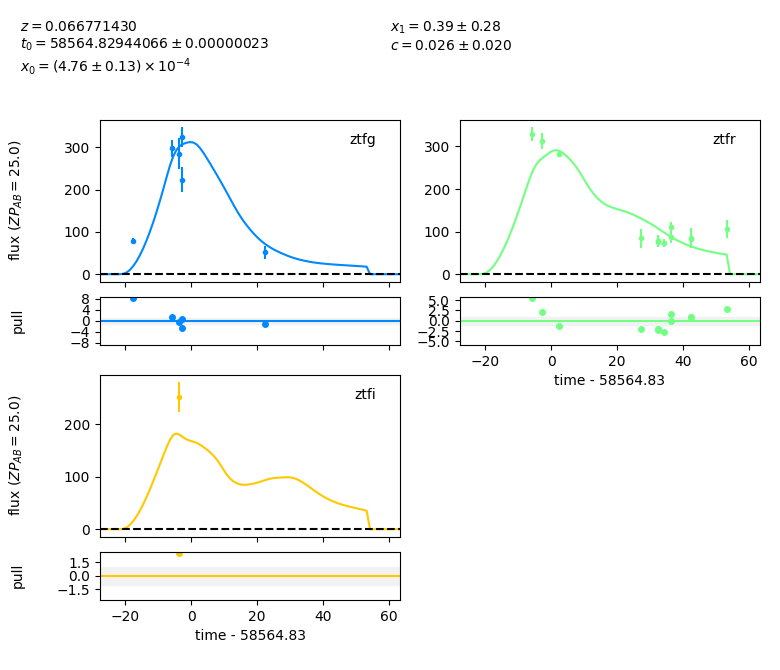 z = 0.066771430
t₀ = 58564.82944066 ± 0.00000023
x₀ = (4.76 ± 0.13) × 10⁻⁴
x₁ = 0.39 ± 0.28
c = 0.026 ± 0.020
ztfg
flux (ZP_AB = 25.0)
300
200
100
0
pull
8
4
0
−4
−8
ztfr
300
200
100
0
5.0
2.5
0.0
−2.5
−5.0
−20 0 20 40 60
time - 58564.83
ztfi
flux (ZP_AB = 25.0)
200
100
0
pull
1.5
0.0
−1.5
−20 0 20 40 60
time - 58564.83